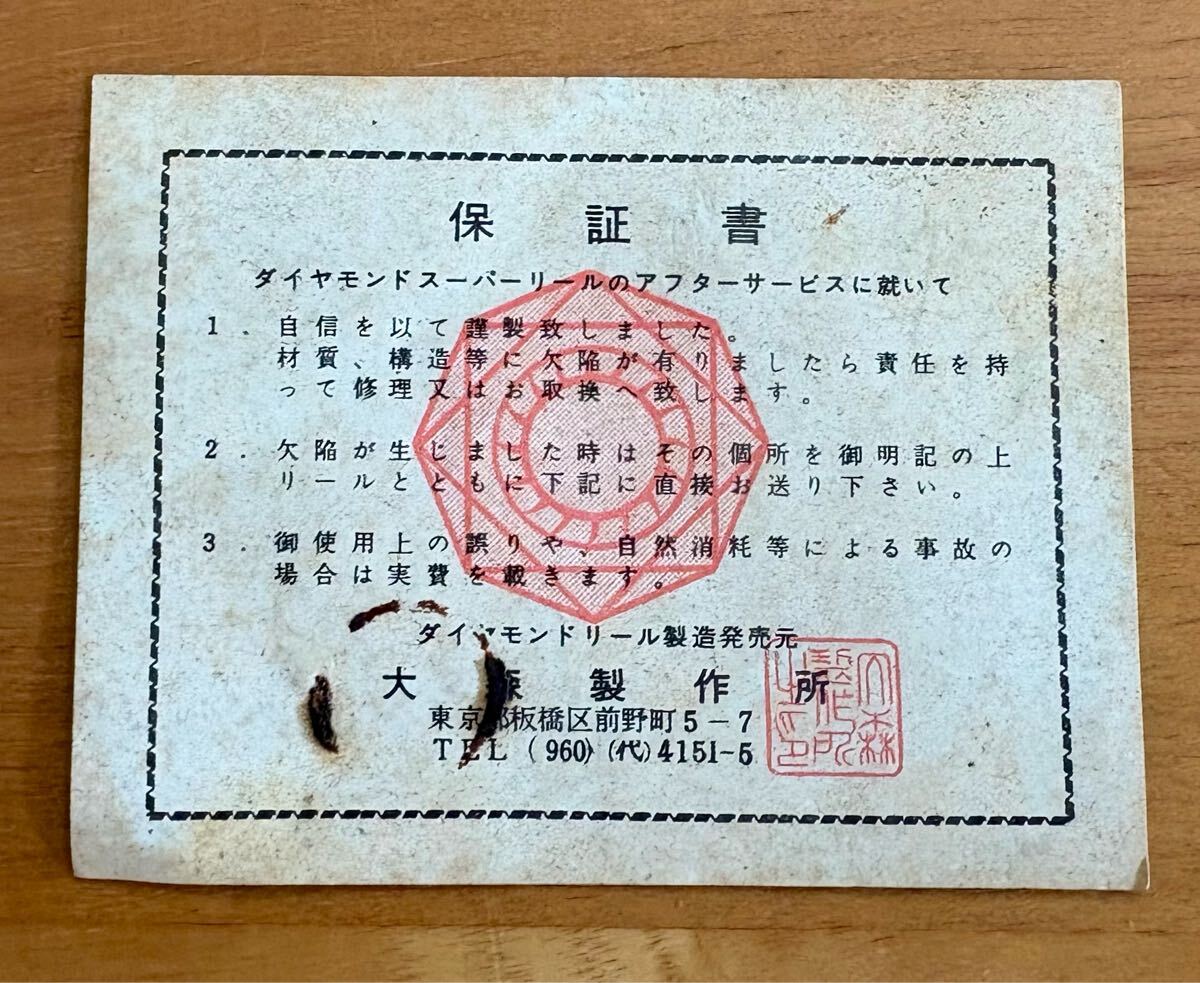 保証書
ダイヤモンドスーパーリールのアフターサービスに就いて
1. 自信を以て謹製致しました。
材質、構造等に欠陥が有りましたら責任を持
って修理又はお取換へ致します。
2. 欠陥が生じました時はその個所を御明記の上
リールとともに下記に直接お送り下さい。
3. 御使用上の誤りや、自然消耗等による事故の
場合は実費を戴きます。
ダイヤモンドリール製造発売元
大森製作所
東京都板橋区前野町5-7
TEL (960) (代)4151-5
大森
製作所
之印